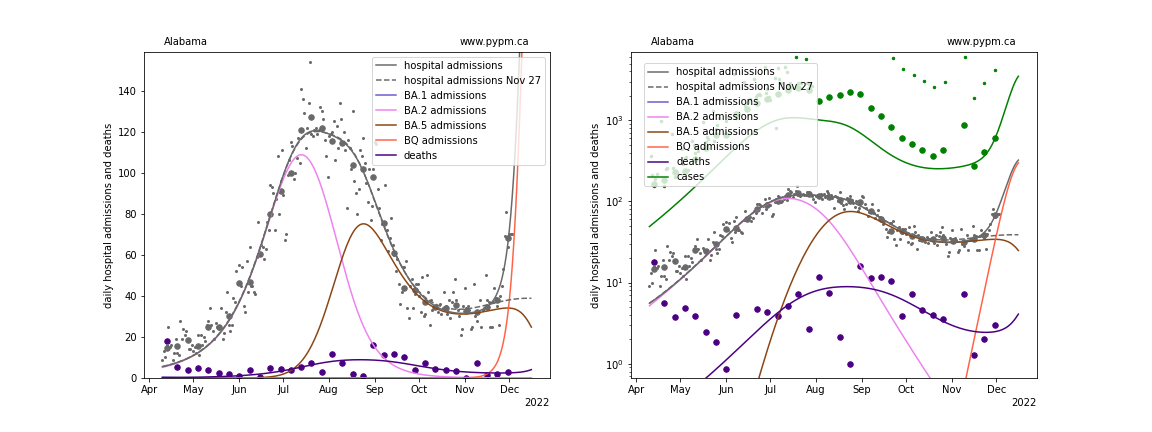 Alabama www.pypm.ca
daily hospital admissions and deaths
140
120
100
80
60
40
20
0
Apr May Jun Jul Aug Sep Oct Nov Dec
2022
hospital admissions
hospital admissions Nov 27
BA.1 admissions
BA.2 admissions
BA.5 admissions
BQ admissions
deaths
Alabama www.pypm.ca
daily hospital admissions and deaths
10³
10²
10¹
10⁰
Apr May Jun Jul Aug Sep Oct Nov Dec
2022
hospital admissions
hospital admissions Nov 27
BA.1 admissions
BA.2 admissions
BA.5 admissions
BQ admissions
deaths
cases